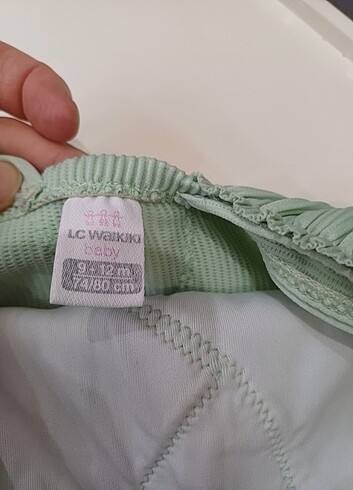 LC WAIKIKI
baby
9 - 12 m
74/80 cm